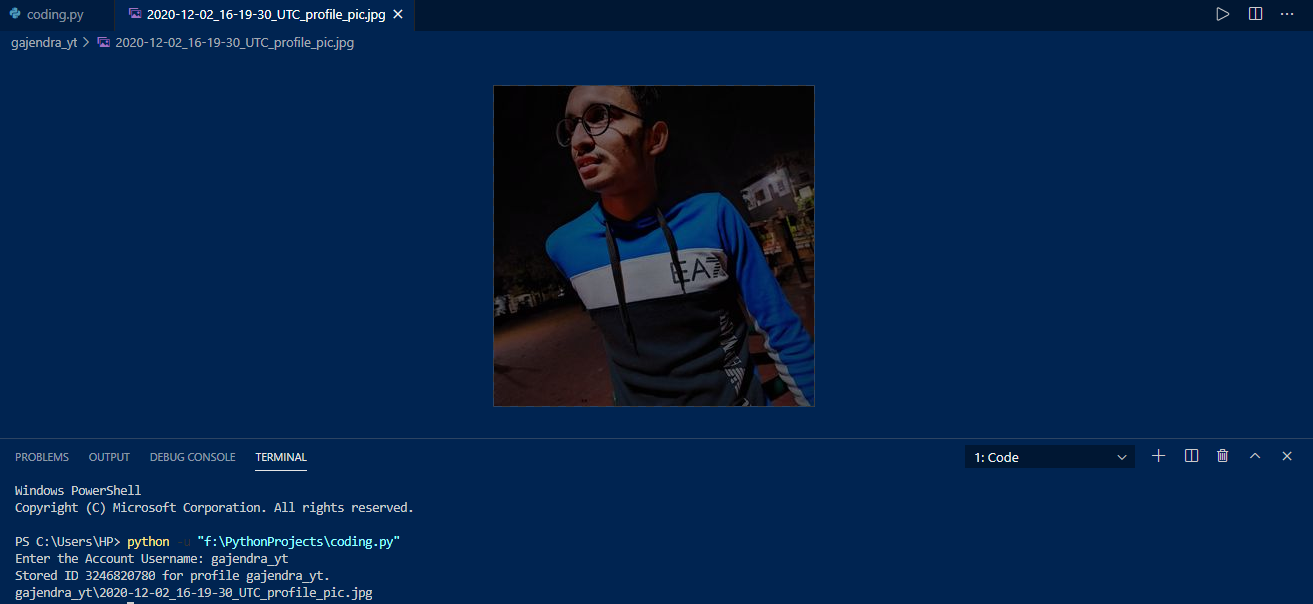 coding.py
2020-12-02_16-19-30_UTC_profile_pic.jpg
gajendra_yt > 2020-12-02_16-19-30_UTC_profile_pic.jpg
EA7
PROBLEMS OUTPUT DEBUG CONSOLE TERMINAL
1: Code
Windows PowerShell
Copyright (C) Microsoft Corporation. All rights reserved.
PS C:\Users\HP> python -u "f:\PythonProjects\coding.py"
Enter the Account Username: gajendra_yt
Stored ID 3246820780 for profile gajendra_yt.
gajendra_yt\2020-12-02_16-19-30_UTC_profile_pic.jpg